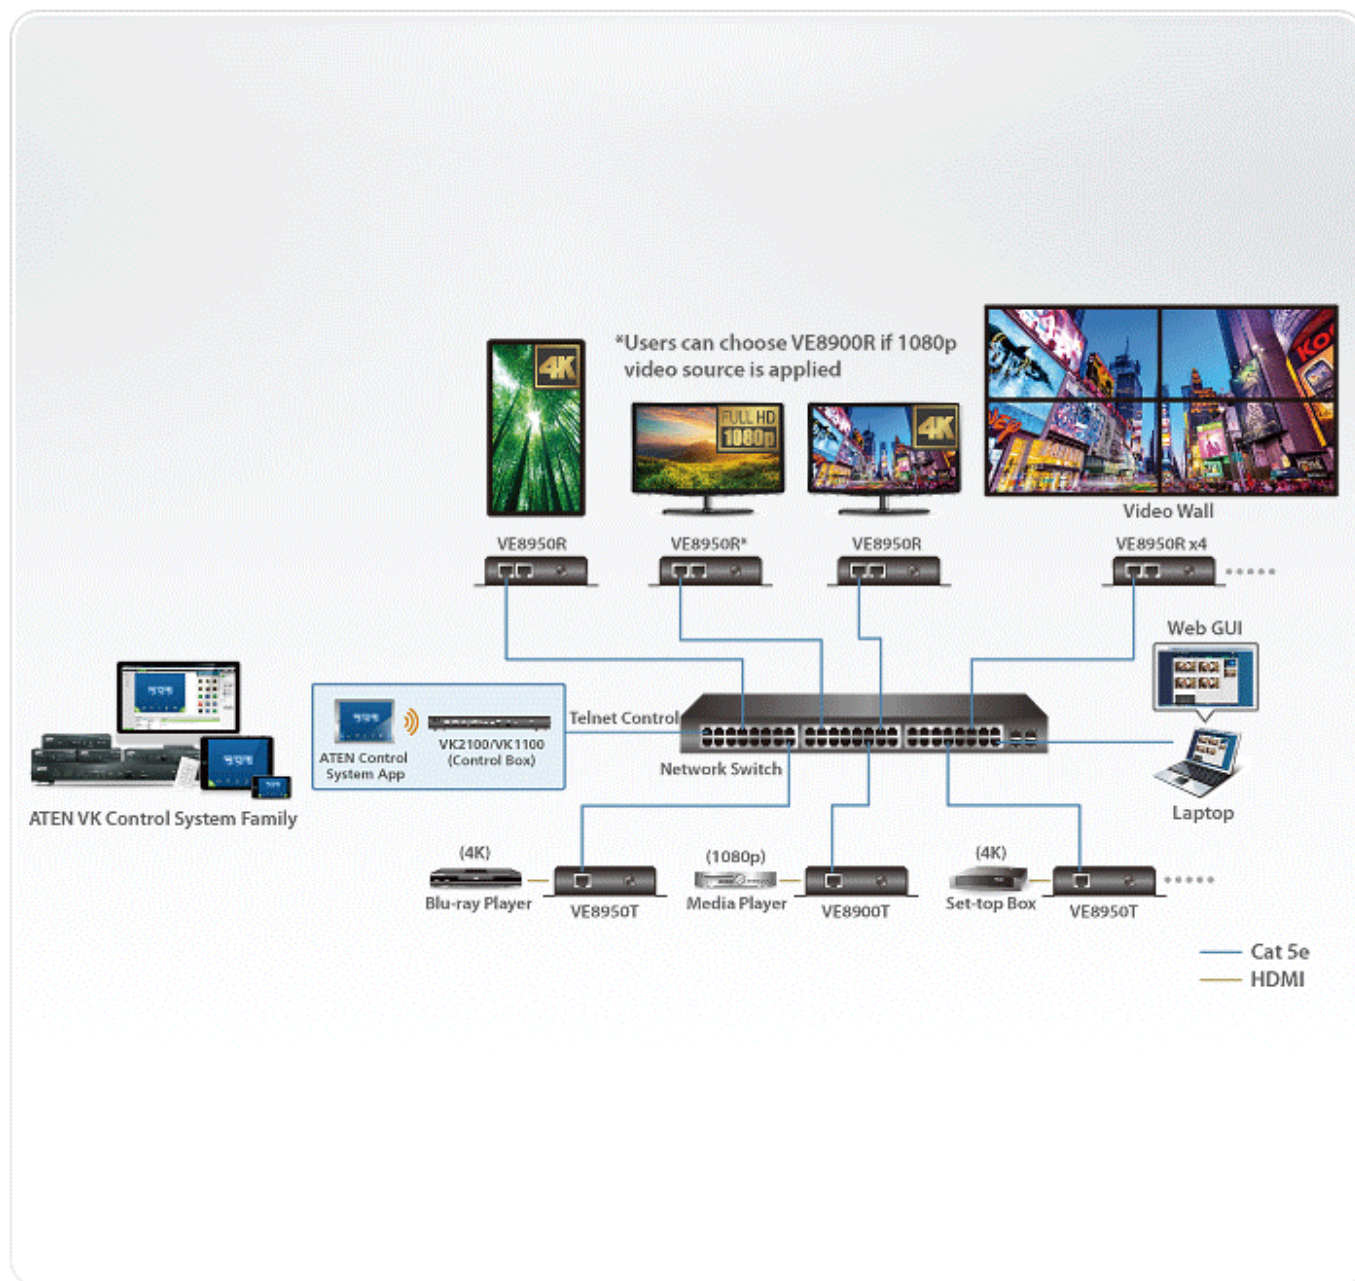 *Users can choose VE8900R if 1080p
video source is applied
4K
FULL HD
1080p
4K
Video Wall
VE8950R
VE8950R*
VE8950R
VE8950R x4
Web GUI
Telnet Control
ATEN Control
System App
VK2100/VK1100
(Control Box)
Network Switch
Laptop
ATEN VK Control System Family
(4K)
Blu-ray Player
VE8950T
(1080p)
Media Player
VE8900T
(4K)
Set-top Box
VE8950T
Cat 5e
HDMI